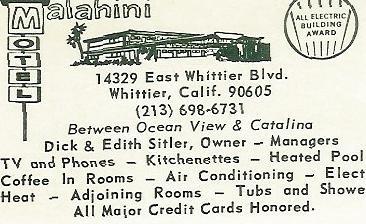 Malahini
MOTEL
ALL ELECTRIC
BUILDING
AWARD
14329 East Whittier Blvd.
Whittier, Calif. 90605
(213) 698-6731
Between Ocean View & Catalina
Dick & Edith Sitler, Owner – Managers
TV and Phones – Kitchenettes – Heated Pool
Coffee In Rooms – Air Conditioning – Elect
Heat – Adjoining Rooms – Tubs and Showe
All Major Credit Cards Honored.